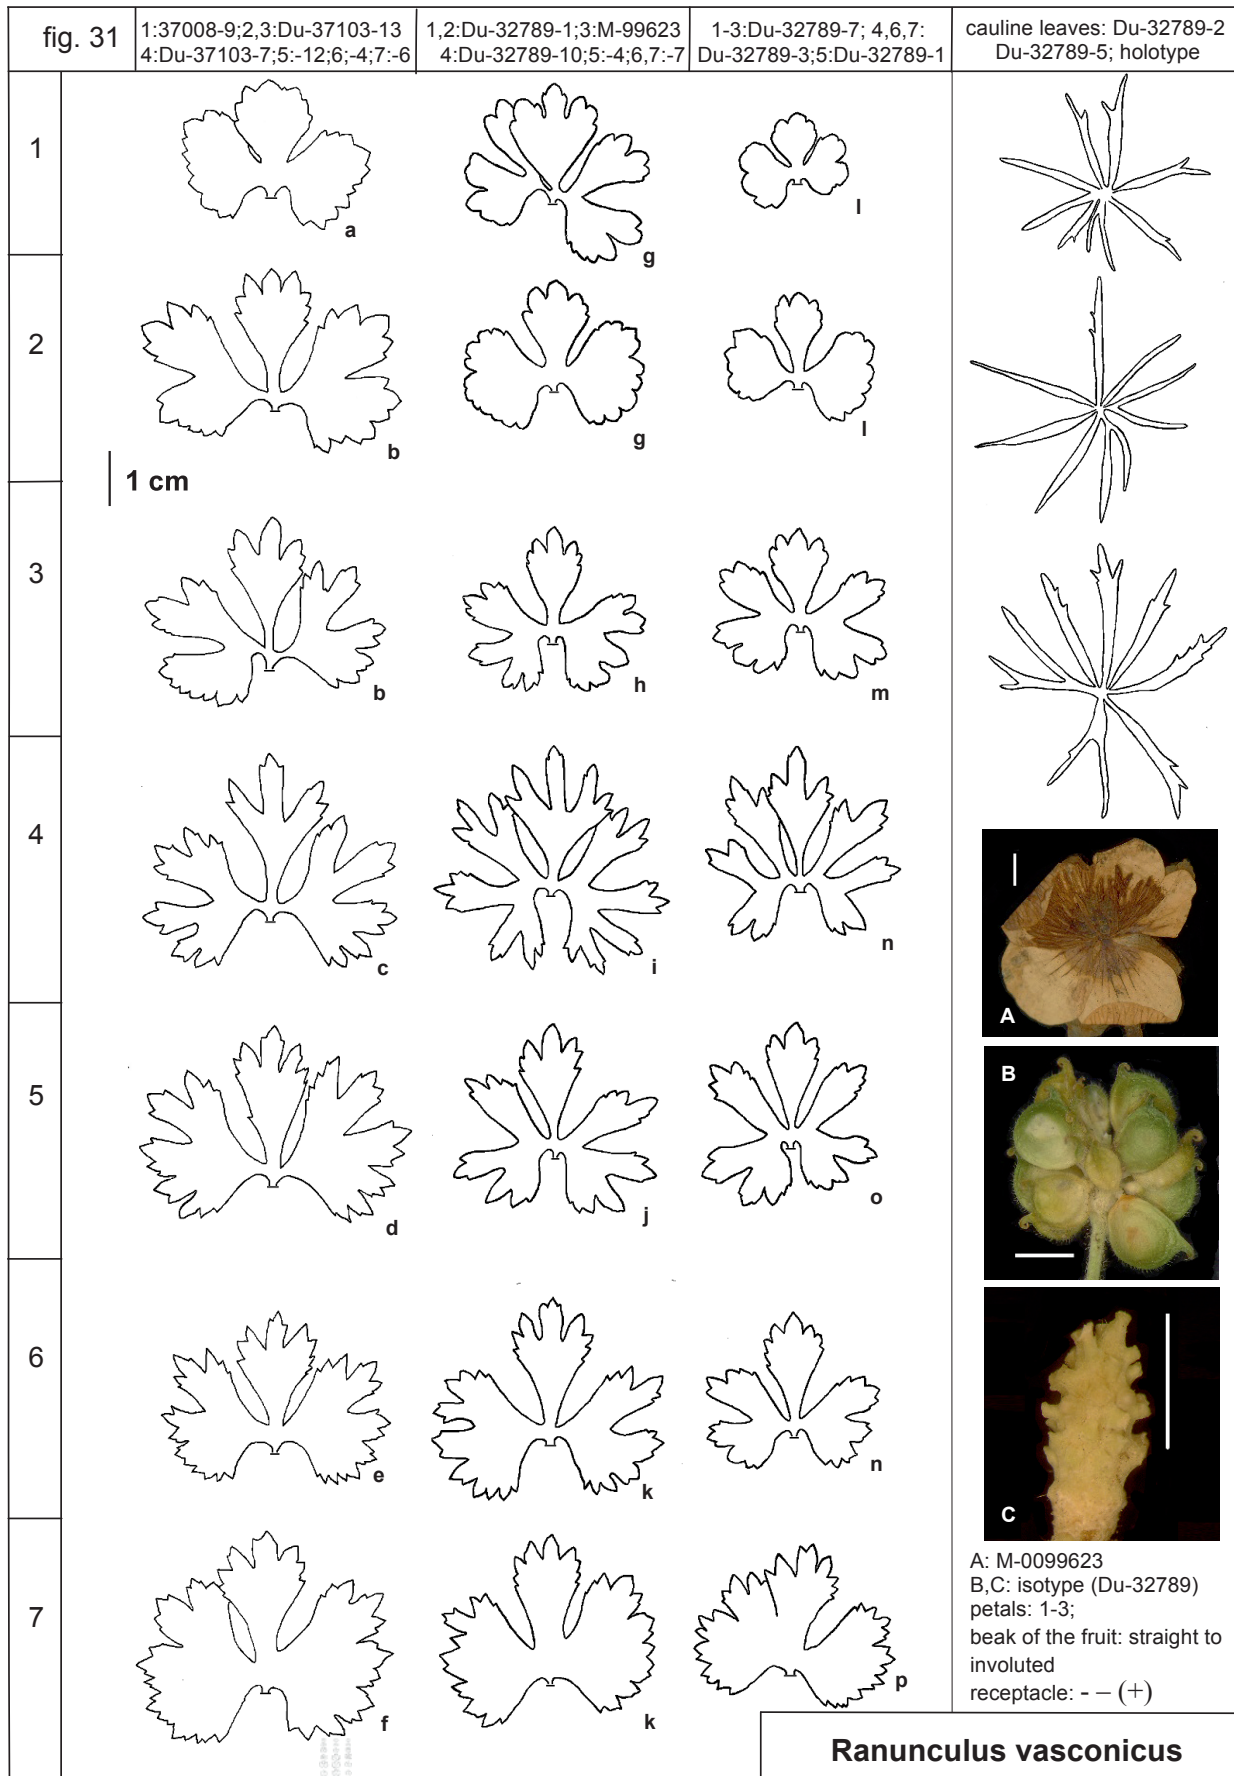 fig. 31
1:37008-9;2,3:Du-37103-13
4:Du-37103-7;5:-12;6;-4;7:-6
1,2:Du-32789-1;3:M-99623
4:Du-32789-10;5:-4;6,7:-7
1-3:Du-32789-7; 4,6,7:
Du-32789-3;5:Du-32789-1
cauline leaves: Du-32789-2
Du-32789-5; holotype
1
a
g
l
2
b
g
l
1 cm
3
b
h
m
4
c
i
n
A
5
d
j
o
B
6
e
k
n
C
7
f
k
p
A: M-0099623
B,C: isotype (Du-32789)
petals: 1-3;
beak of the fruit: straight to
involuted
receptacle: - – (+)
Ranunculus vasconicus